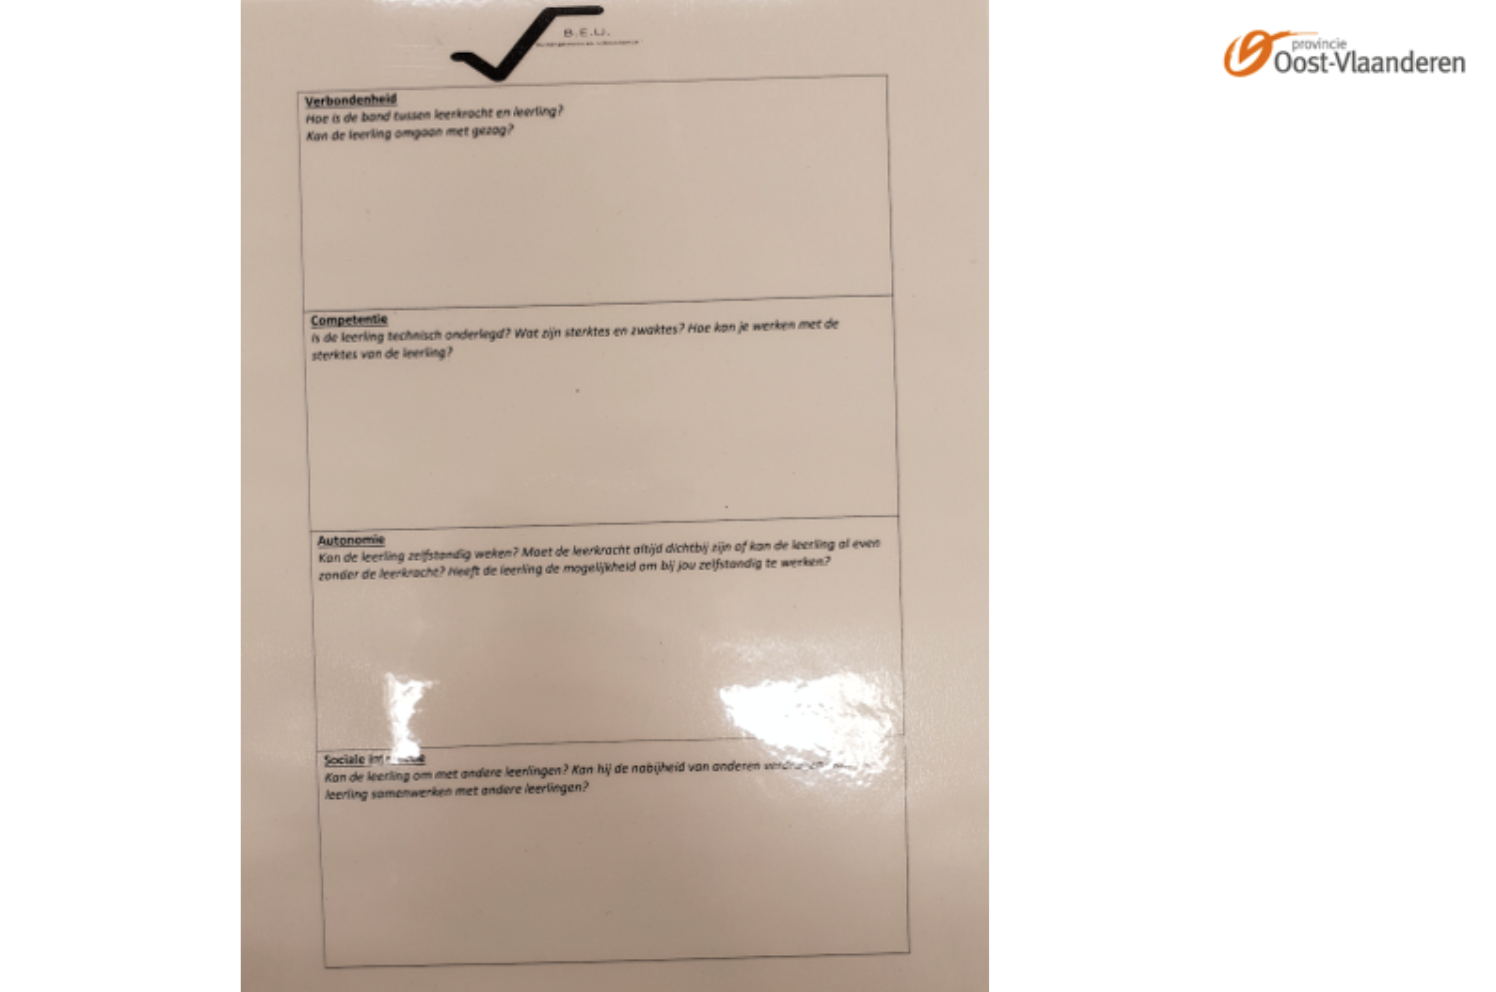 B.E.U.
provincie
Oost-Vlaanderen
Verbondenheid
Hoe is de band tussen leerkracht en leerling?
Kan de leerling omgaan met gezag?
Competentie
Is de leerling technisch onderlegd? Wat zijn sterktes en zwaktes? Hoe kan je werken met de
sterktes van de leerling?
Autonomie
Kan de leerling zelfstandig weken? Moet de leerkracht altijd dichtbij zijn of kan de leerling al even
zonder de leerkracht? Heeft de leerling de mogelijkheid om bij jou zelfstandig te werken?
Sociale
Kan de leerling om met andere leerlingen? Kan hij de nabijheid van anderen
leerling samenwerken met andere leerlingen?